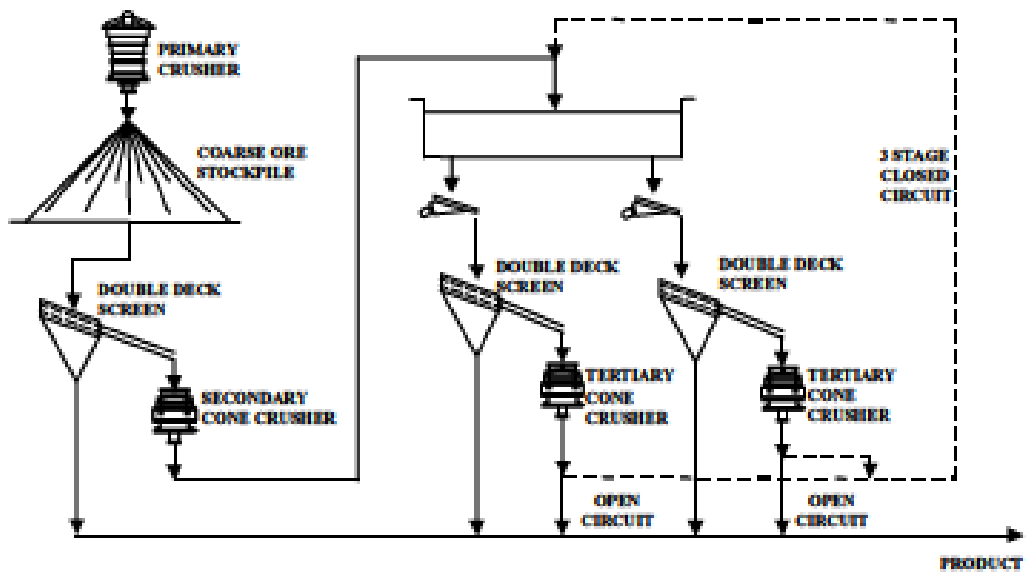 PRIMARY
CRUSHER
COARSE ORE
STOCKPILE
3 STAGE
CLOSED
CIRCUIT
DOUBLE DECK
SCREEN
DOUBLE DECK
SCREEN
DOUBLE DECK
SCREEN
SECONDARY
CONE CRUSHER
TERTIARY
CONE
CRUSHER
TERTIARY
CONE
CRUSHER
OPEN
CIRCUIT
OPEN
CIRCUIT
PRODUCT